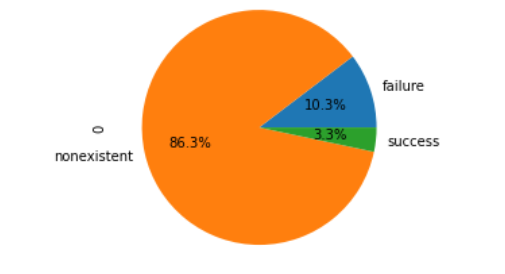 failure
10.3%
3.3%
success
0
86.3%
nonexistent